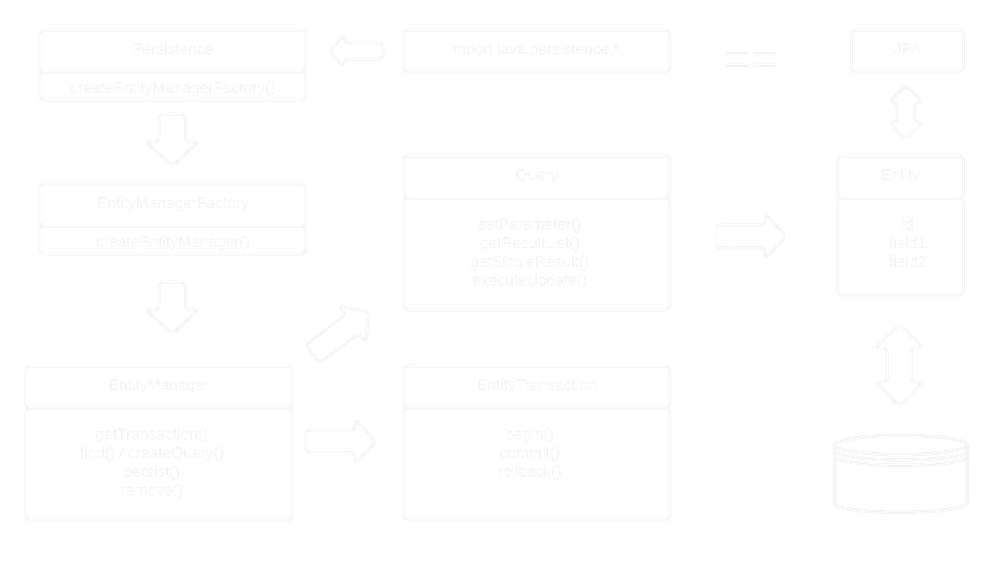 Persistence
createEntityManagerFactory()
import java.persistence.*;
==
JPA
EntityManagerFactory
createEntityManager()
Query
setParameter()
getResultList()
getSingleResult()
executeUpdate()
Entity
id
field1
field2
EntityManager
getTransaction()
find() / createQuery()
persist()
remove()
EntityTransaction
begin()
commit()
rollback()